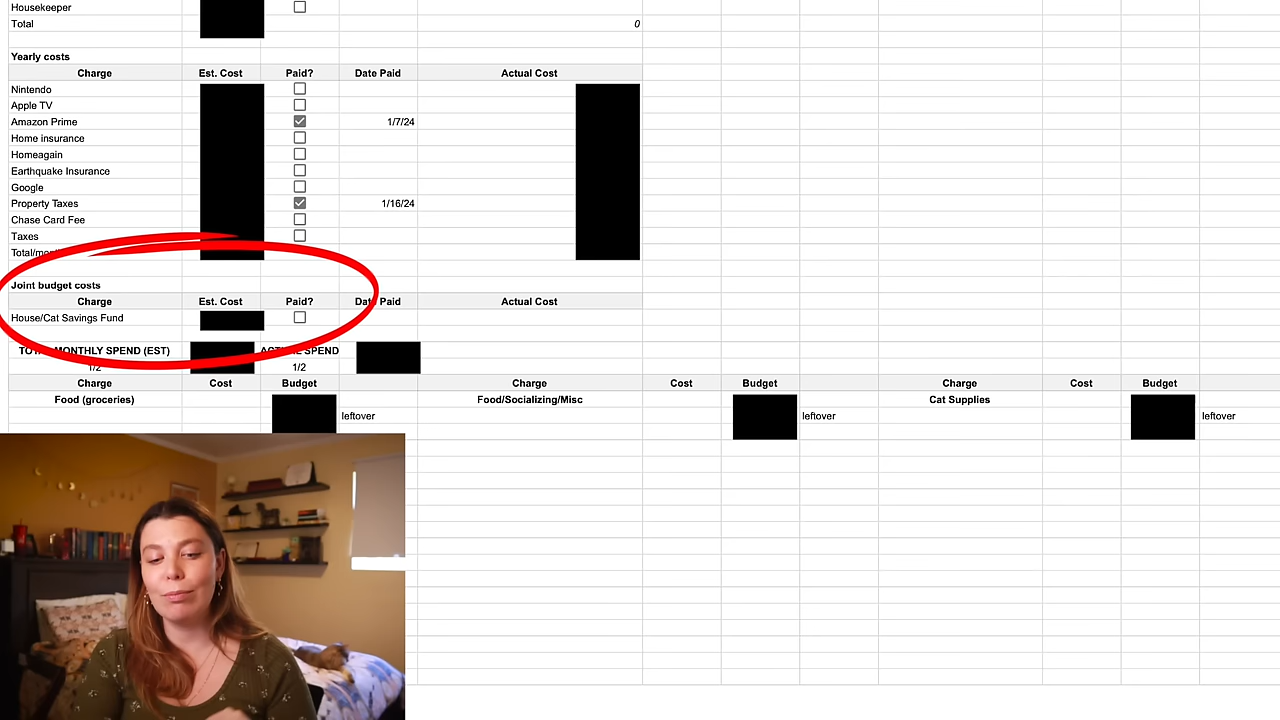 Housekeeper
Total 0
Yearly costs
Charge Est. Cost Paid? Date Paid Actual Cost
Nintendo
Apple TV
Amazon Prime 1/7/24
Home insurance
Homeagain
Earthquake Insurance
Google
Property Taxes 1/16/24
Chase Card Fee
Taxes
Joint budget costs
Charge Est. Cost Paid? Date Paid Actual Cost
House/Cat Savings Fund
TOTAL MONTHLY SPEND (EST) ACTUAL SPEND
1/2 1/2
Charge Cost Budget Charge Cost Budget Charge Cost Budget
Food (groceries) Food/Socializing/Misc Cat Supplies
leftover leftover leftover